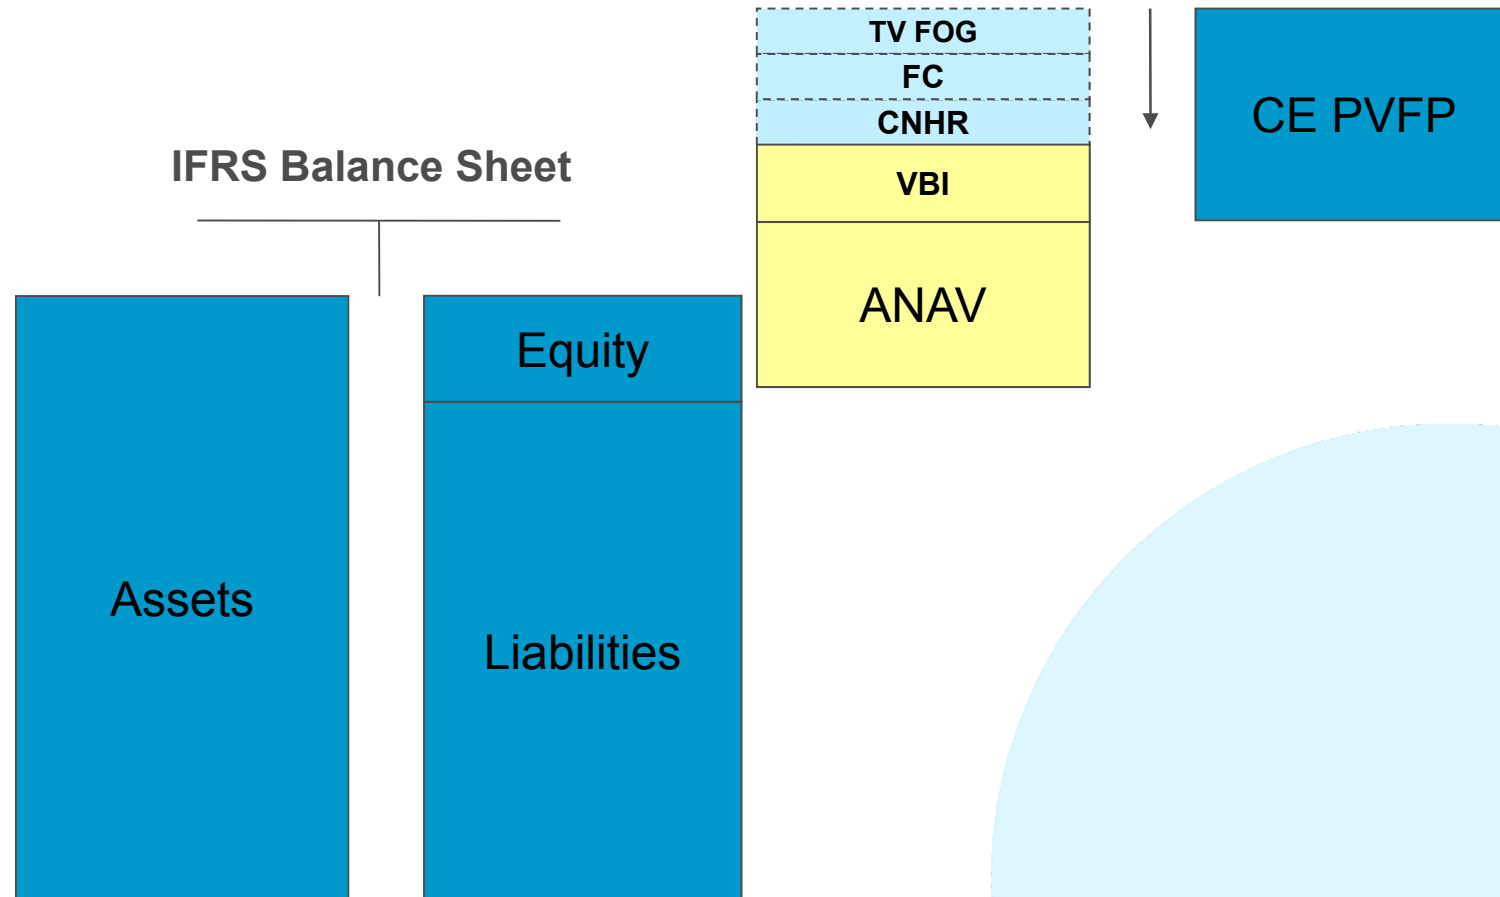 TV FOG
FC
CNHR
CE PVFP
IFRS Balance Sheet
VBI
ANAV
Equity
Assets
Liabilities